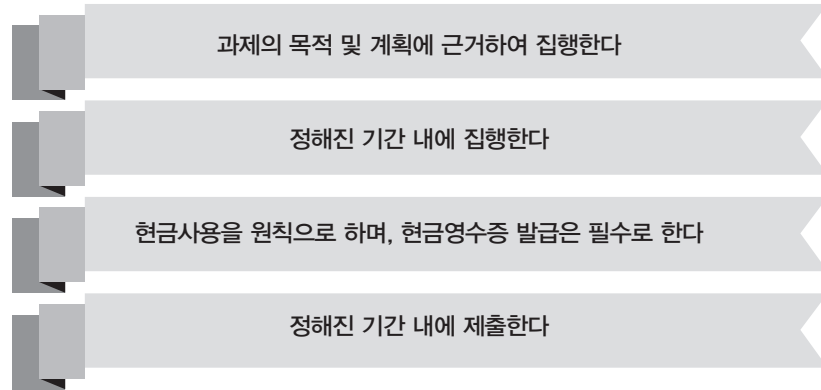 과제의 목적 및 계획에 근거하여 집행한다
정해진 기간 내에 집행한다
현금사용을 원칙으로 하며, 현금영수증 발급은 필수로 한다
정해진 기간 내에 제출한다